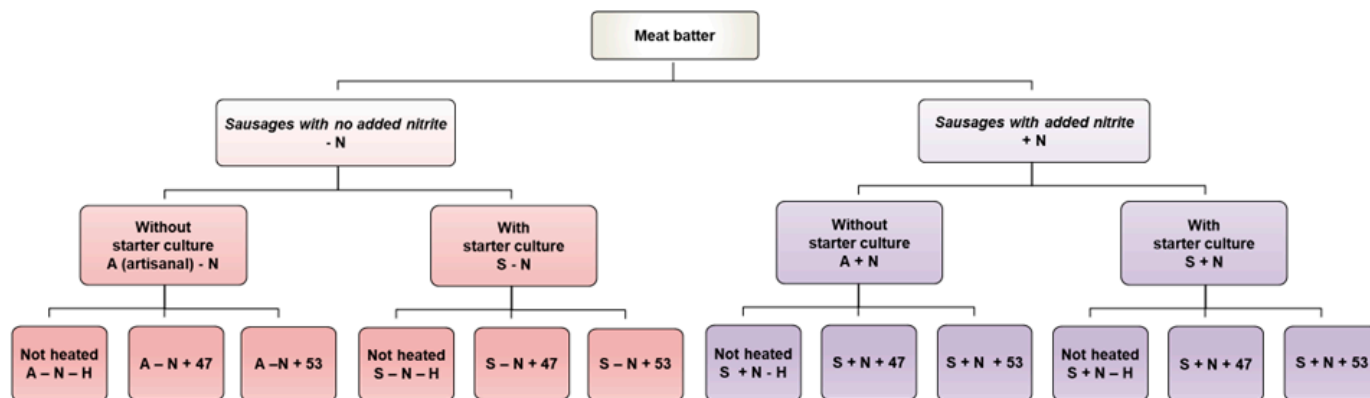 Meat batter
Sausages with no added nitrite
- N
Sausages with added nitrite
+ N
Without
starter culture
A (artisanal) - N
With
starter culture
S - N
Without
starter culture
A + N
With
starter culture
S + N
Not heated
A – N – H
A – N + 47
A –N + 53
Not heated
S – N – H
S – N + 47
S – N + 53
Not heated
S + N - H
S + N + 47
S + N + 53
Not heated
S + N – H
S + N + 47
S + N + 53